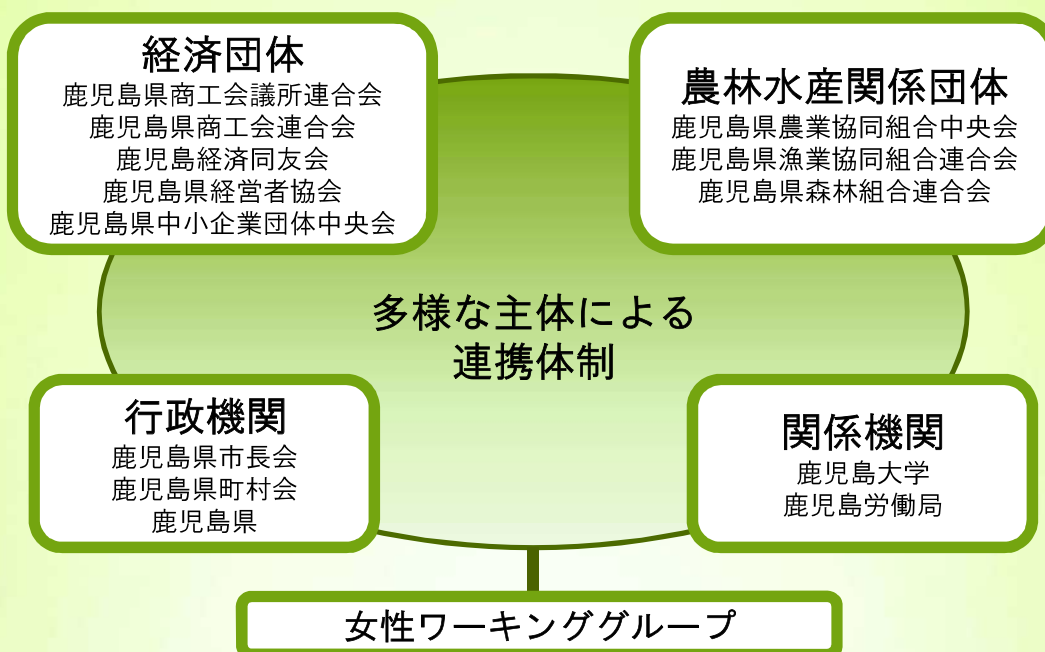 経済団体
鹿児島県商工会議所連合会
鹿児島県商工会連合会
鹿児島経済同友会
鹿児島県経営者協会
鹿児島県中小企業団体中央会
農林水産関係団体
鹿児島県農業協同組合中央会
鹿児島県漁業協同組合連合会
鹿児島県森林組合連合会
多様な主体による
連携体制
行政機関
鹿児島県市長会
鹿児島県町村会
鹿児島県
関係機関
鹿児島大学
鹿児島労働局
女性ワーキンググループ